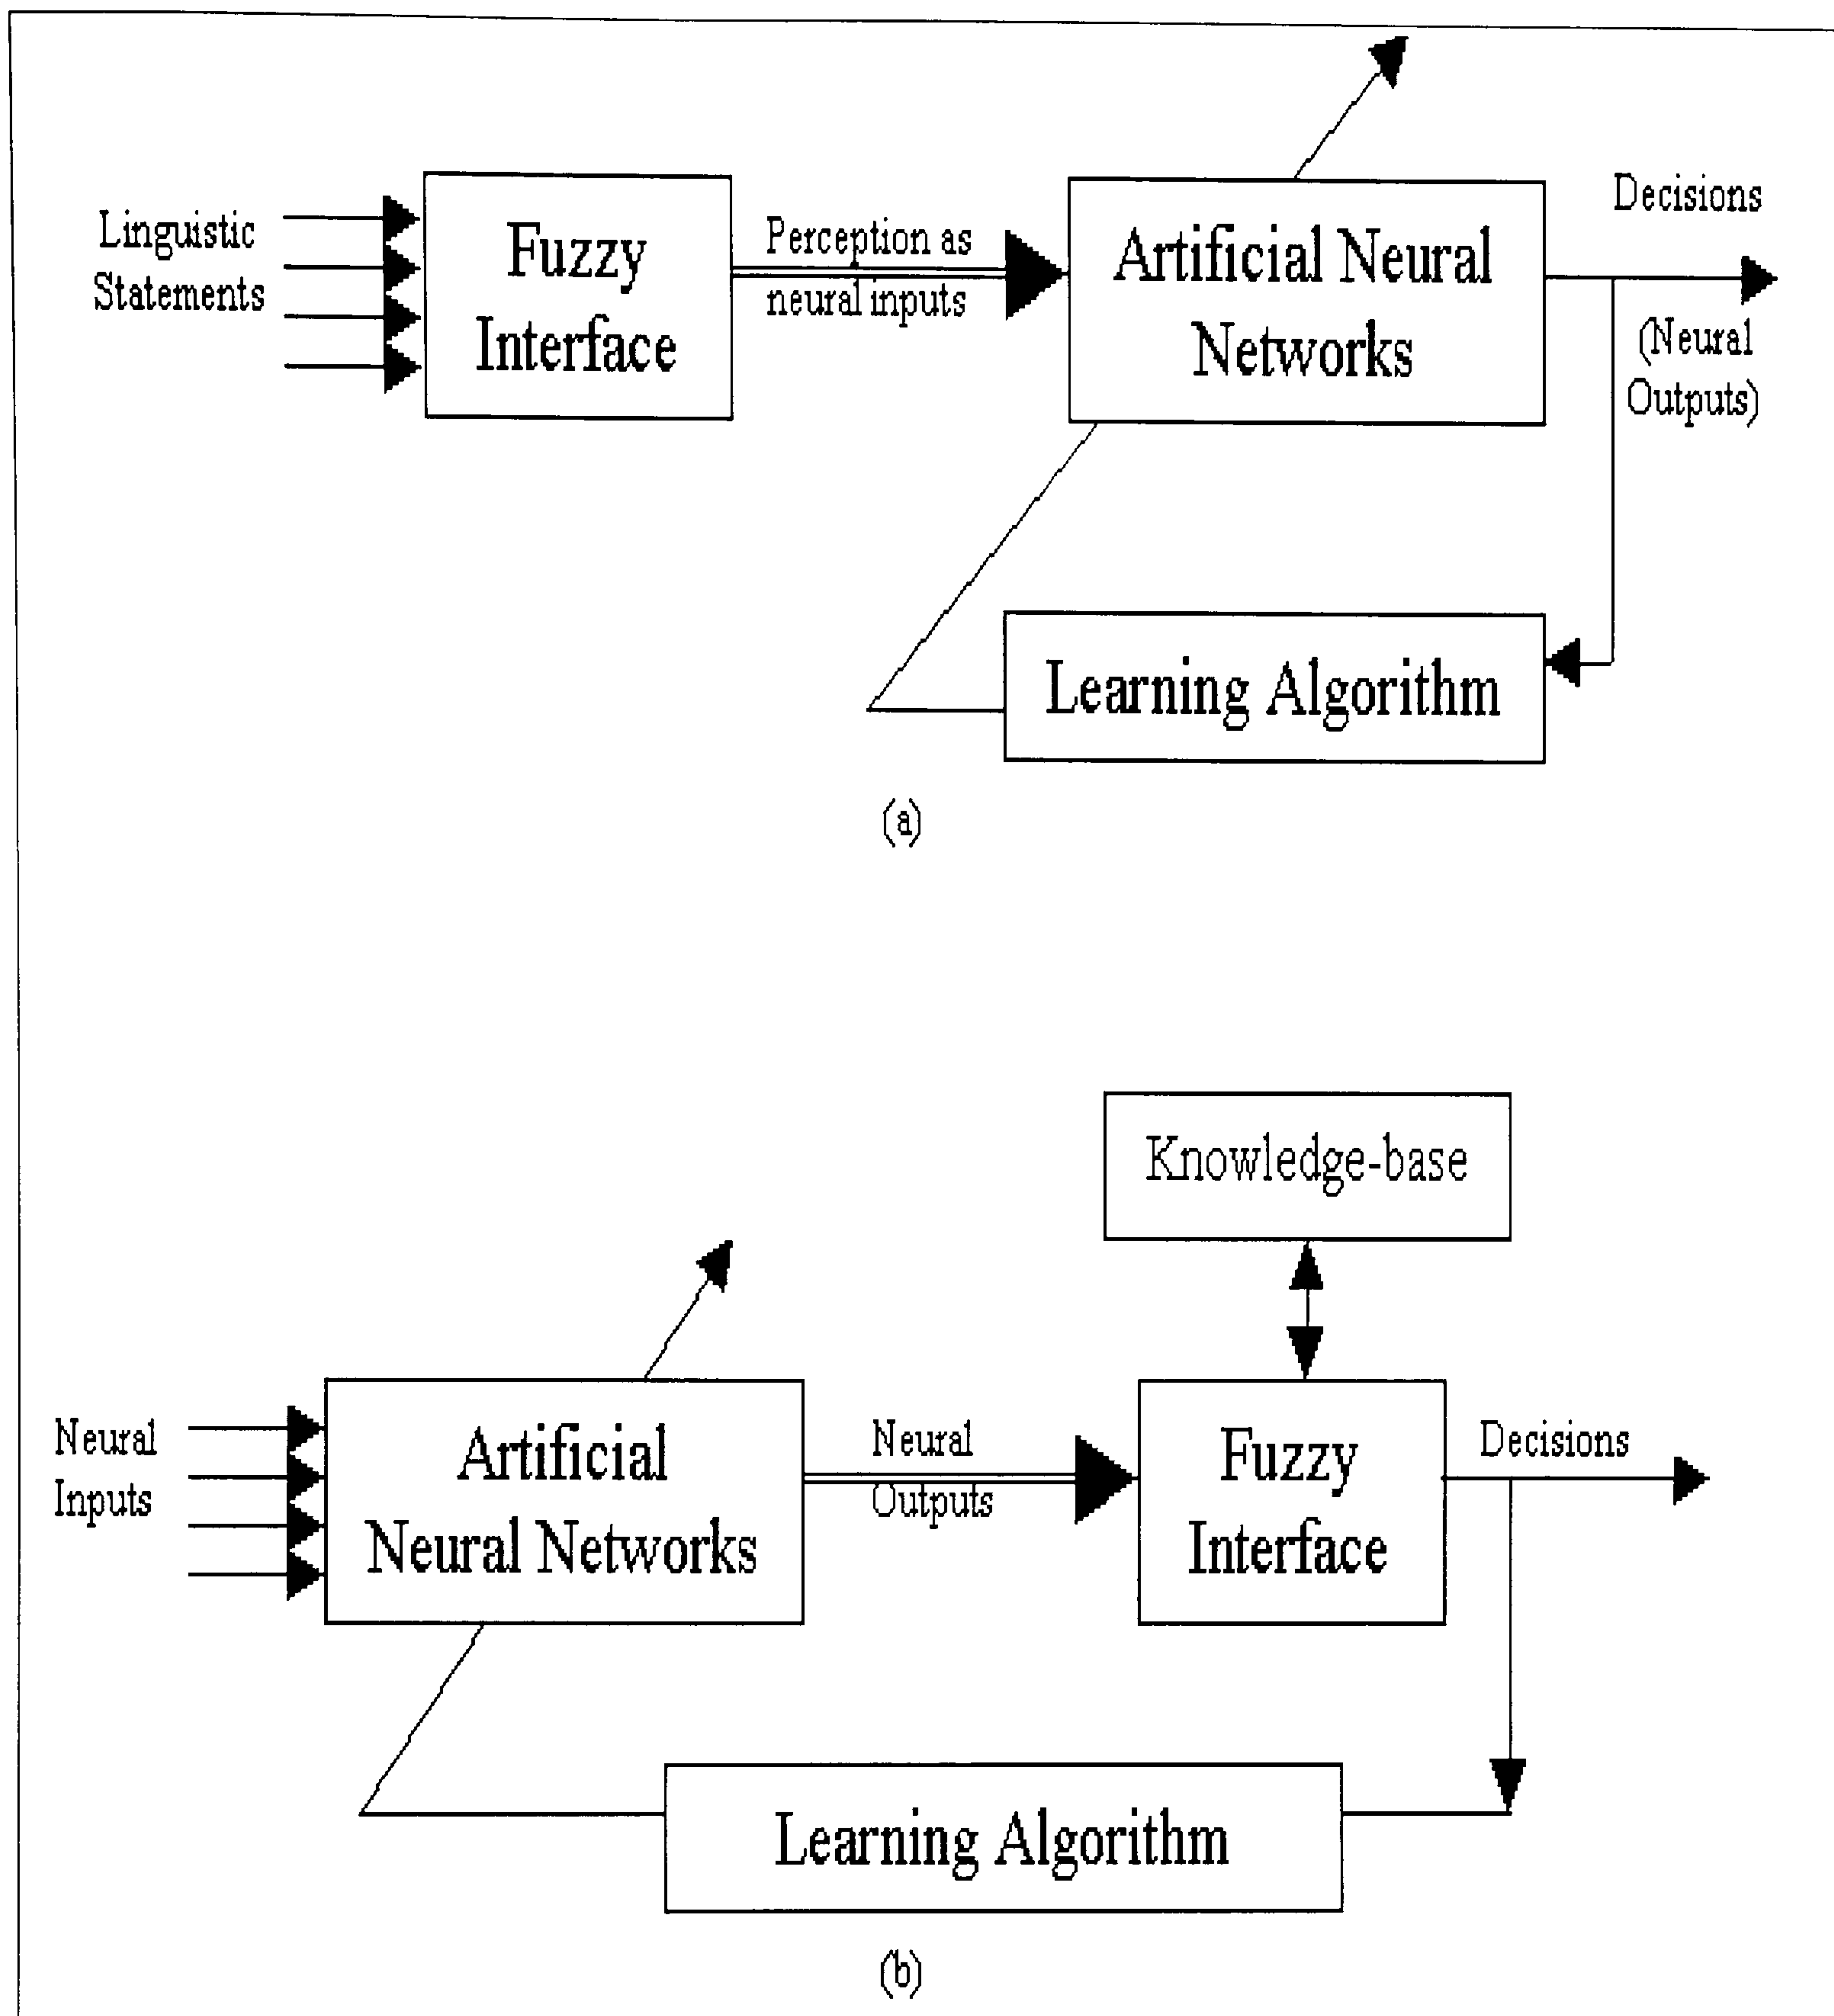 Linguistic
Statements
Fuzzy
Interface
Perception as
neural inputs
Artificial Neural
Networks
Decisions
(Neural
Outputs)
Learning Algorithm
(a)
Knowledge-base
Neural
Inputs
Artificial
Neural Networks
Neural
Outputs
Fuzzy
Interface
Decisions
Learning Algorithm
(b)